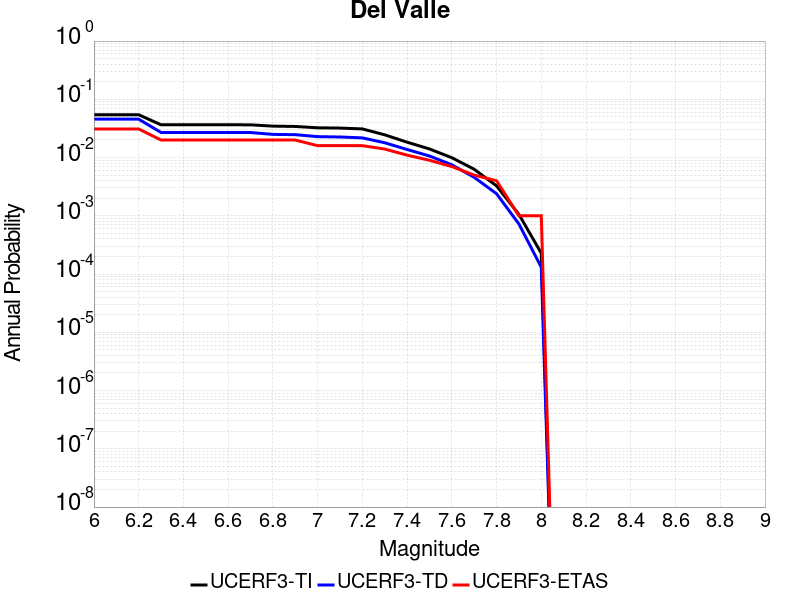 Del Valle
10^0
10^-1
10^-2
10^-3
10^-4
10^-5
10^-6
10^-7
10^-8
Annual Probability
6 6.2 6.4 6.6 6.8 7 7.2 7.4 7.6 7.8 8 8.2 8.4 8.6 8.8 9
Magnitude
UCERF3-TI UCERF3-TD UCERF3-ETAS